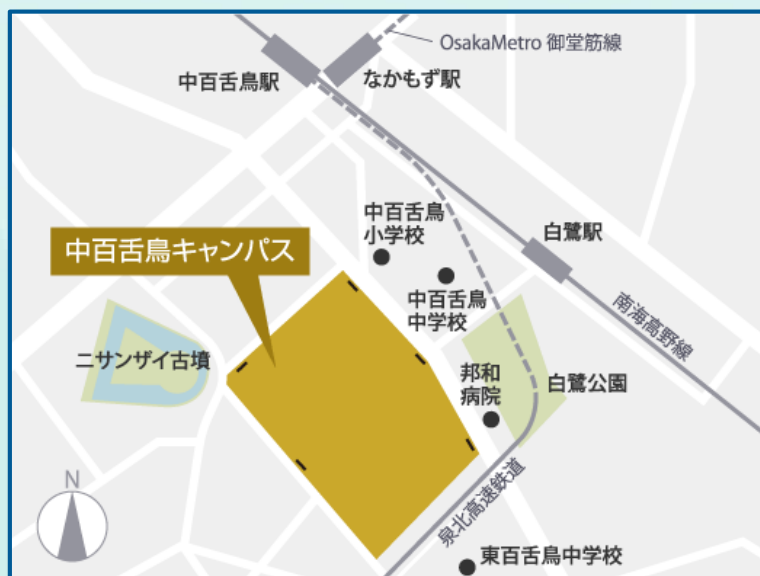 OsakaMetro 御堂筋線
中百舌鳥駅
なかもず駅
中百舌鳥
小学校
白鷺駅
中百舌鳥キャンパス
中百舌鳥
中学校
南海高野線
ニサンザイ古墳
邦和
病院
白鷺公園
泉北高速鉄道
N
東百舌鳥中学校